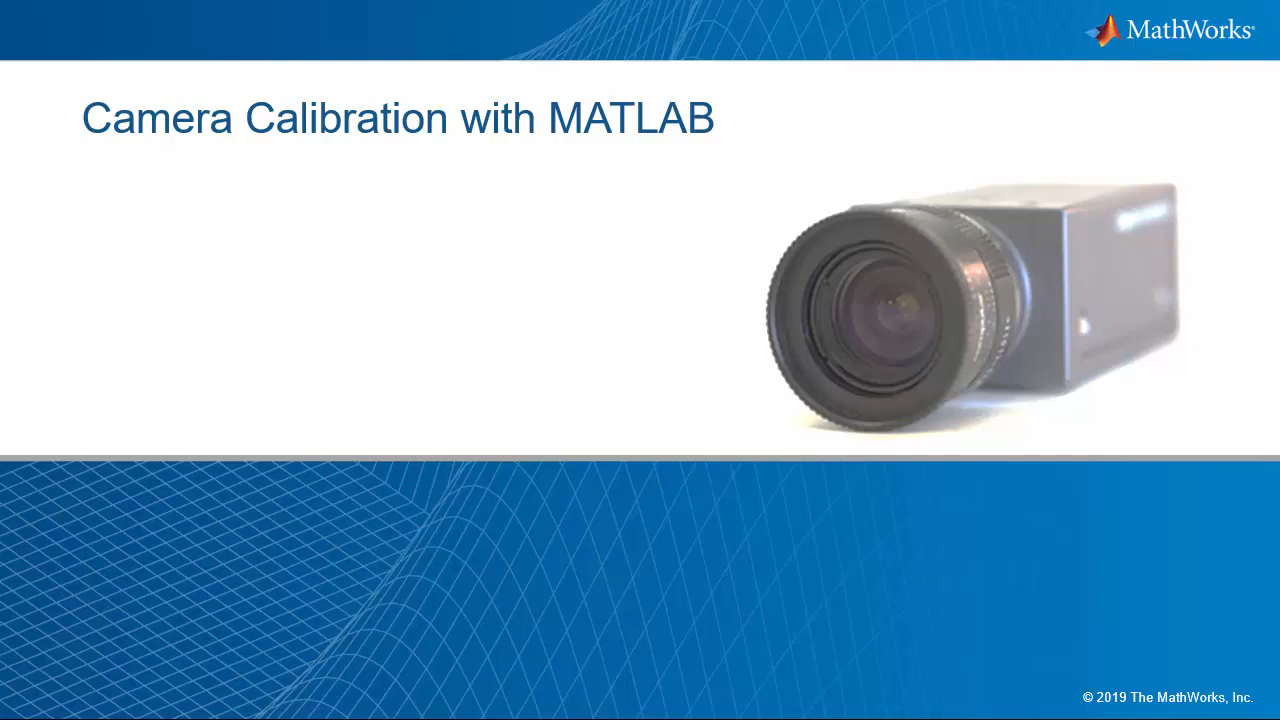 MathWorks®
Camera Calibration with MATLAB
© 2019 The MathWorks, Inc.